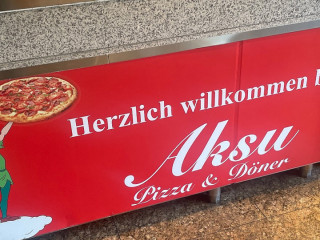 Herzlich willkommen b
Aksu
Pizza & Döner